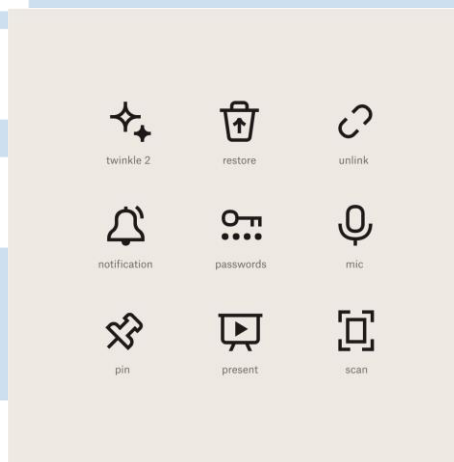 twinkle 2
restore
unlink
notification
passwords
mic
pin
present
scan